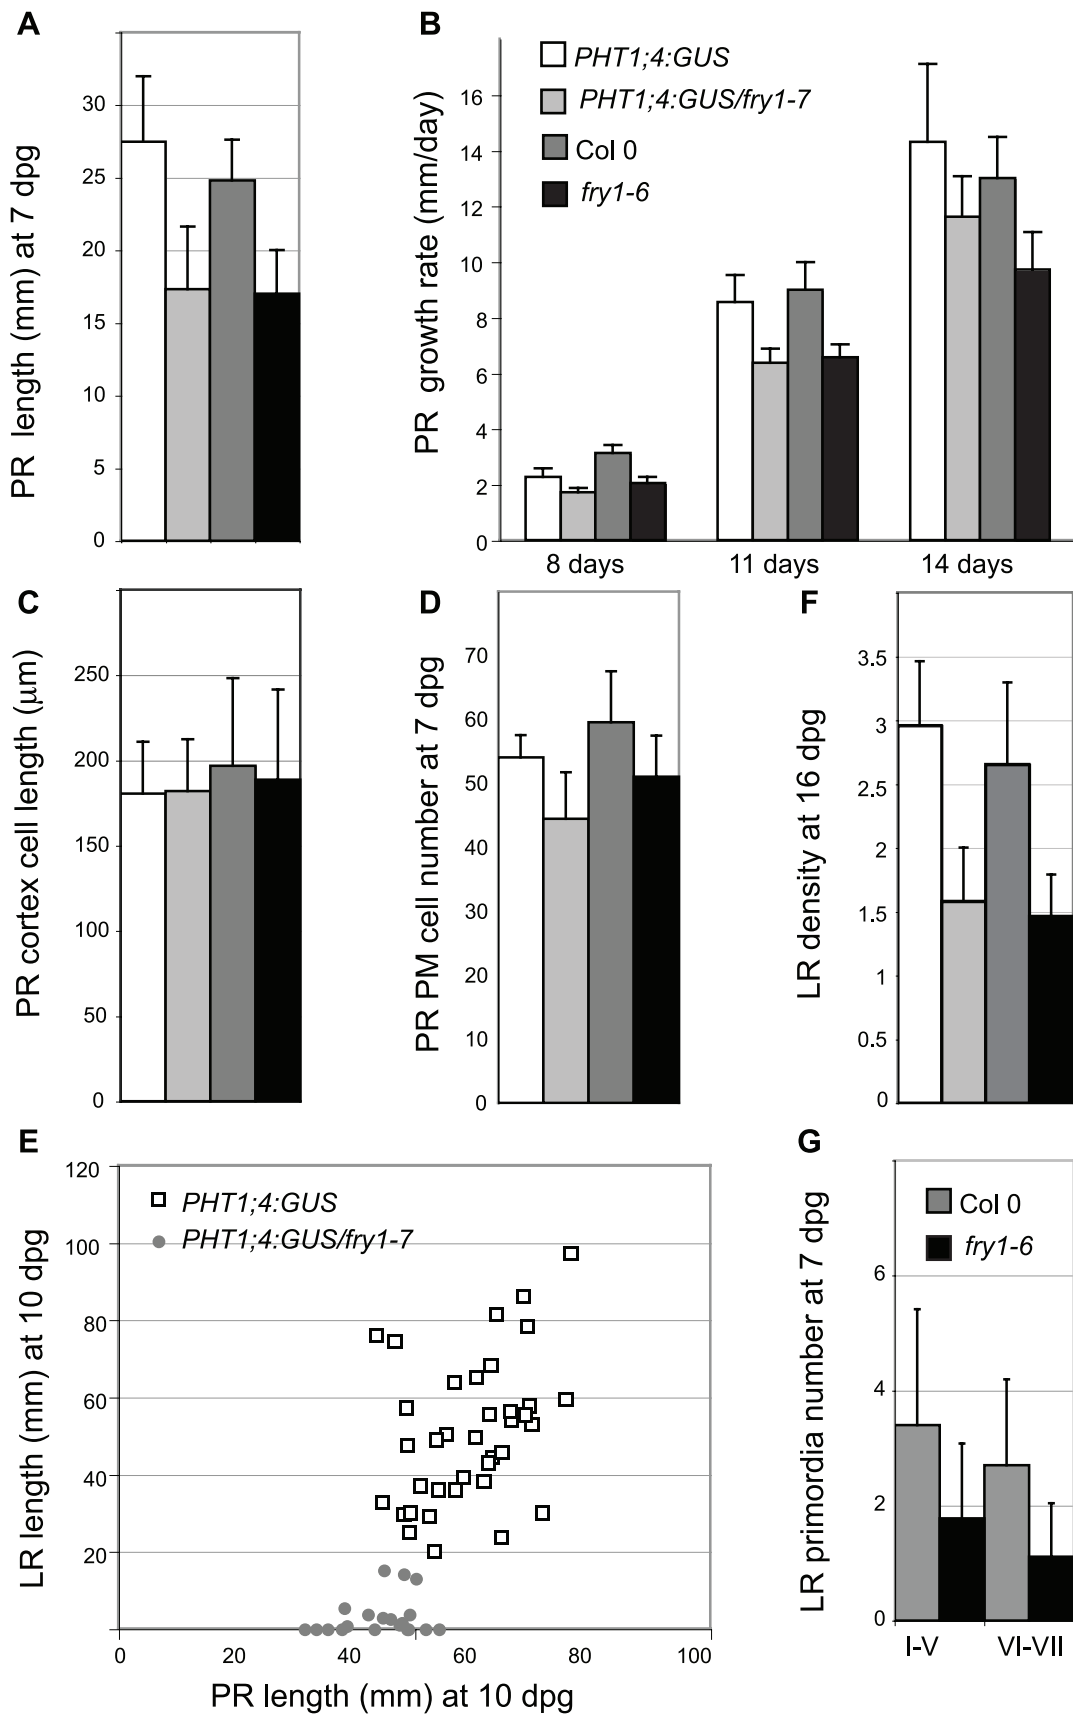 A
PR length (mm) at 7 dpg
30
25
20
15
10
5
0
B
PR growth rate (mm/day)
16
14
12
10
8
6
4
2
0
PHT1;4:GUS
PHT1;4:GUS/fry1-7
Col 0
fry1-6
8 days
11 days
14 days
C
PR cortex cell length (µm)
250
200
150
100
50
0
D
PR PM cell number at 7 dpg
70
60
50
40
30
20
10
0
F
LR density at 16 dpg
3.5
3
2.5
2
1.5
1
0.5
0
E
LR length (mm) at 10 dpg
120
100
80
60
40
20
PHT1;4:GUS
PHT1;4:GUS/fry1-7
0
20
40
60
80
100
PR length (mm) at 10 dpg
G
LR primordia number at 7 dpg
6
4
2
0
Col 0
fry1-6
I-V
VI-VII